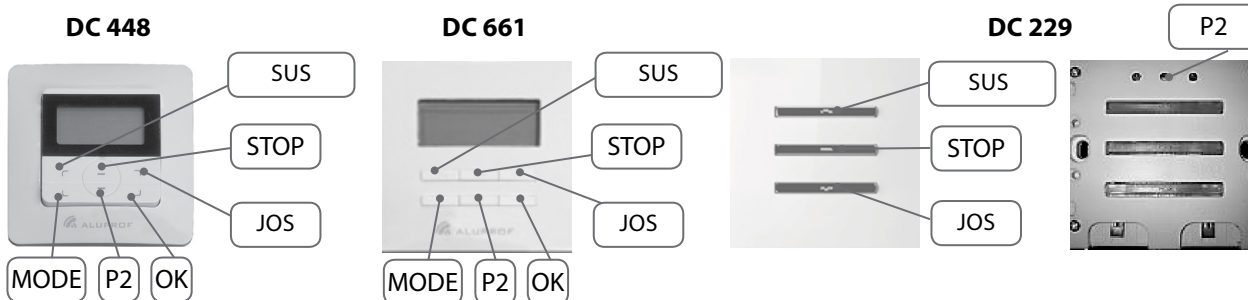 DC 448
DC 661
DC 229
P2
SUS
STOP
JOS
MODE
P2
OK
ALUPROF
SUS
STOP
JOS
MODE
P2
OK
ALUPROF
SUS
STOP
JOS